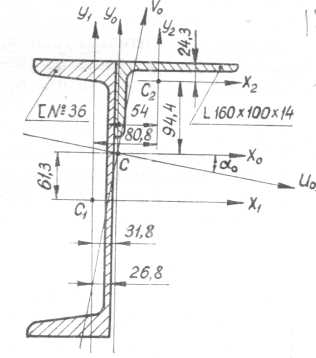 y₁ y₀ V₀ y₂
24,3
[ №36
C₂
X₂
54
L 160 x 100 x 14
80,8
94,4
61,3
C
X₀
α₀
U₀
C₁
X₁
31,8
26,8